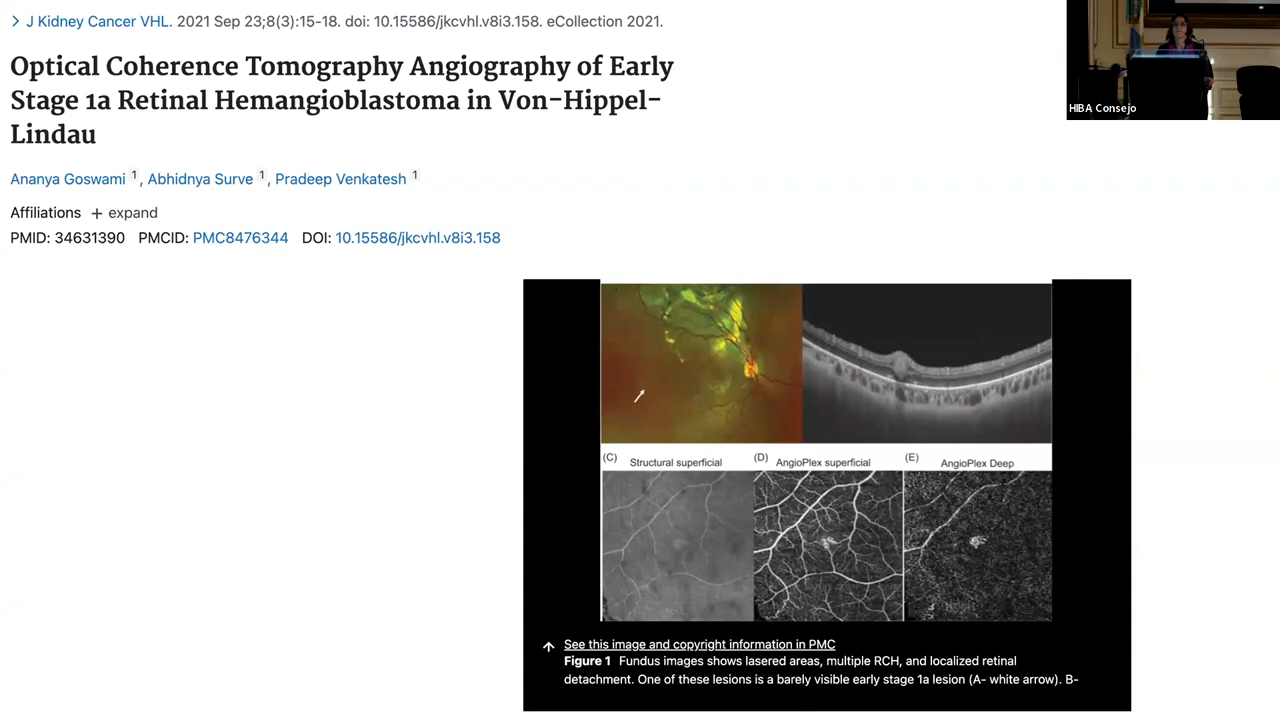 J Kidney Cancer VHL. 2021 Sep 23;8(3):15-18. doi: 10.15586/jkcvhl.v8i3.158. eCollection 2021.
Optical Coherence Tomography Angiography of Early
Stage 1a Retinal Hemangioblastoma in Von-Hippel-
Lindau
Ananya Goswami 1, Abhidnya Surve 1, Pradeep Venkatesh 1
Affiliations + expand
PMID: 34631390 PMCID: PMC8476344 DOI: 10.15586/jkcvhl.v8i3.158
HIBA Consejo
(C) Structural superficial (D) AngioPlex superficial (E) AngioPlex Deep
See this image and copyright information in PMC
Figure 1 Fundus images shows lasered areas, multiple RCH, and localized retinal
detachment. One of these lesions is a barely visible early stage 1a lesion (A- white arrow). B-